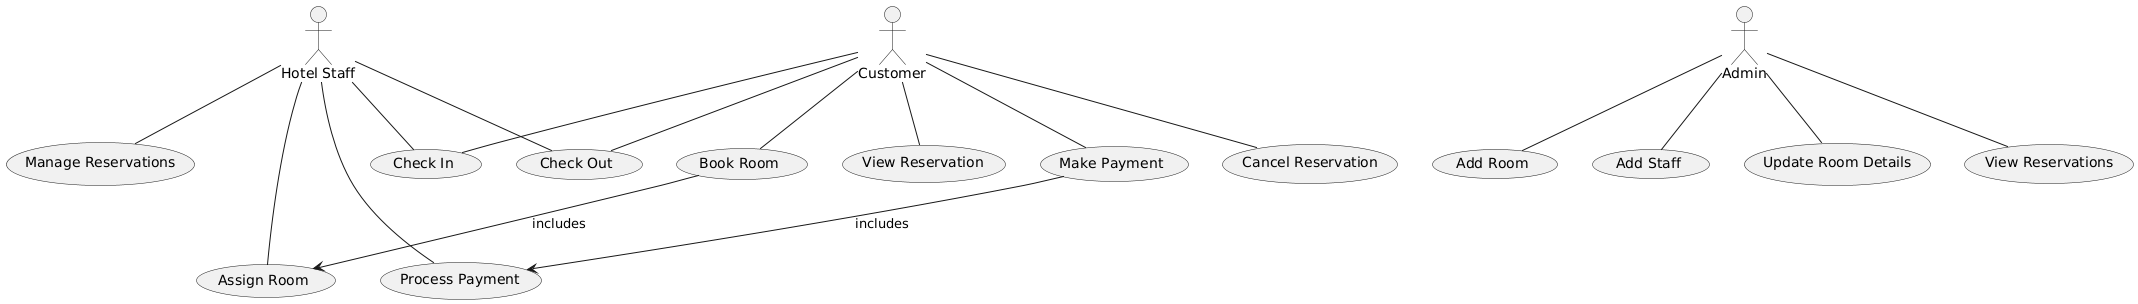 Hotel Staff
Customer
Admin
Manage Reservations
Check In
Check Out
Book Room
View Reservation
Make Payment
Cancel Reservation
Add Room
Add Staff
Update Room Details
View Reservations
includes
includes
Assign Room
Process Payment